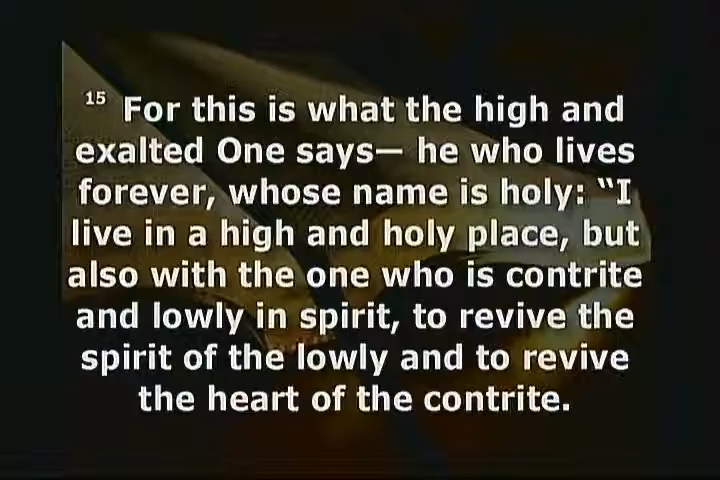 15 For this is what the high and
exalted One says— he who lives
forever, whose name is holy: “I
live in a high and holy place, but
also with the one who is contrite
and lowly in spirit, to revive the
spirit of the lowly and to revive
the heart of the contrite.